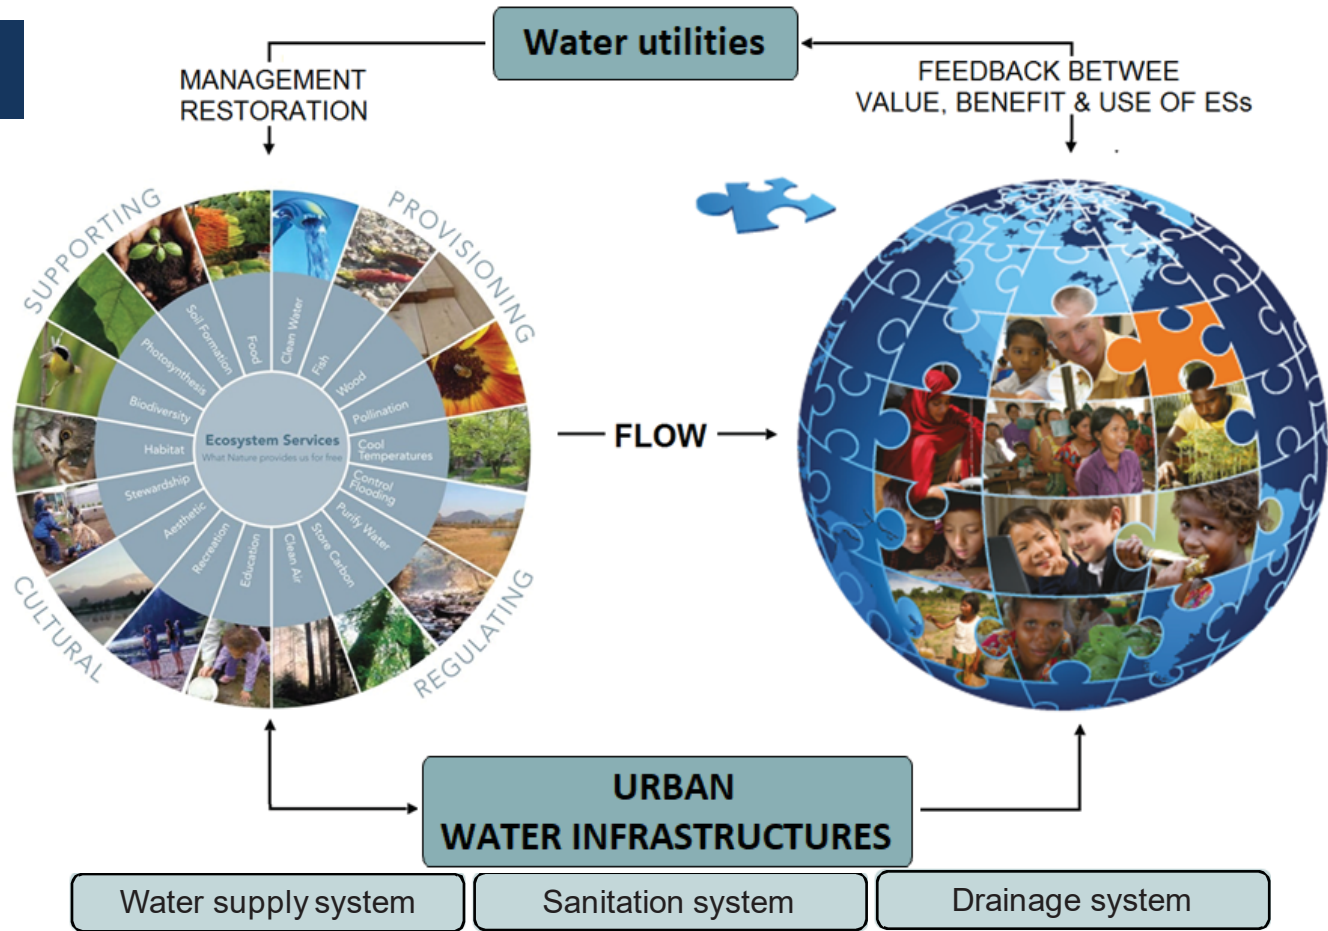 Water utilities
MANAGEMENT
RESTORATION
FEEDBACK BETWEE
VALUE, BENEFIT & USE OF ESs
SUPPORTING
PROVISIONING
Food
Clean Water
Fish
Wood
Pollination
Cool
Temperatures
Control
Flooding
Purify Water
Store Carbon
Clean Air
Education
Recreation
Aesthetic
Stewardship
Habitat
Biodiversity
Photosynthesis
Soil Formation
Ecosystem Services
What Nature provides us for free
CULTURAL
REGULATING
FLOW
URBAN
WATER INFRASTRUCTURES
Water supply system
Sanitation system
Drainage system